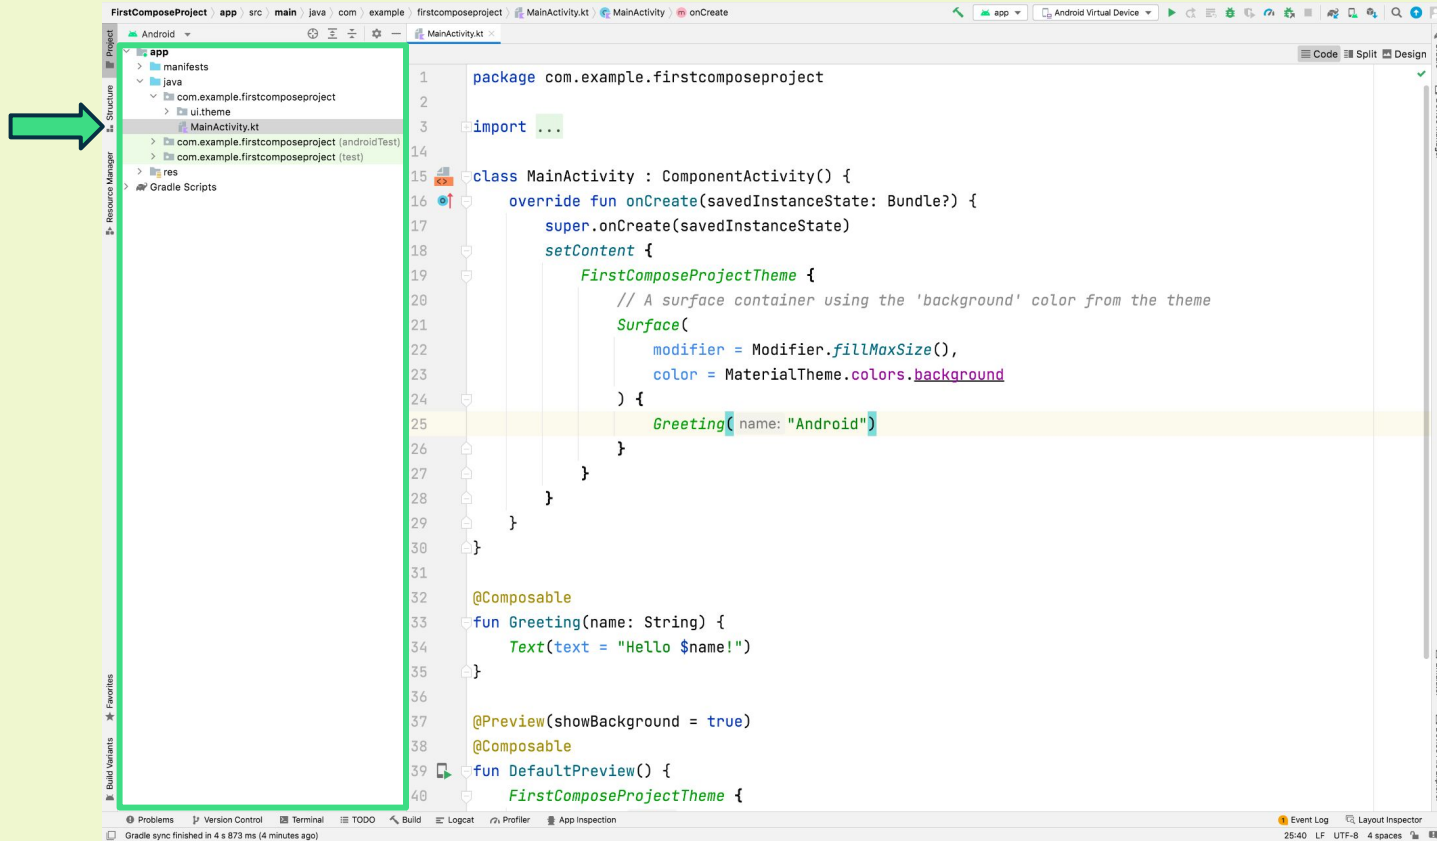 FirstComposeProject app src main java com example firstcomposeproject MainActivity.kt MainActivity onCreate
app Android Virtual Device
Android
MainActivity.kt
Code Split Design
Project
Structure
Resource Manager
Favorites
Build Variants
app
manifests
java
com.example.firstcomposeproject
ui.theme
MainActivity.kt
com.example.firstcomposeproject (androidTest)
com.example.firstcomposeproject (test)
res
Gradle Scripts
1 package com.example.firstcomposeproject
2
3 import ...
14
15 class MainActivity : ComponentActivity() {
16 override fun onCreate(savedInstanceState: Bundle?) {
17 super.onCreate(savedInstanceState)
18 setContent {
19 FirstComposeProjectTheme {
20 // A surface container using the 'background' color from the theme
21 Surface(
22 modifier = Modifier.fillMaxSize(),
23 color = MaterialTheme.colors.background
24 ) {
25 Greeting( name: "Android")
26 }
27 }
28 }
29 }
30 }
31
32 @Composable
33 fun Greeting(name: String) {
34 Text(text = "Hello $name!")
35 }
36
37 @Preview(showBackground = true)
38 @Composable
39 fun DefaultPreview() {
40 FirstComposeProjectTheme {
Problems Version Control Terminal TODO Build Logcat Profiler App Inspection 1 Event Log Layout Inspector
Gradle sync finished in 4 s 873 ms (4 minutes ago) 25:40 LF UTF-8 4 spaces